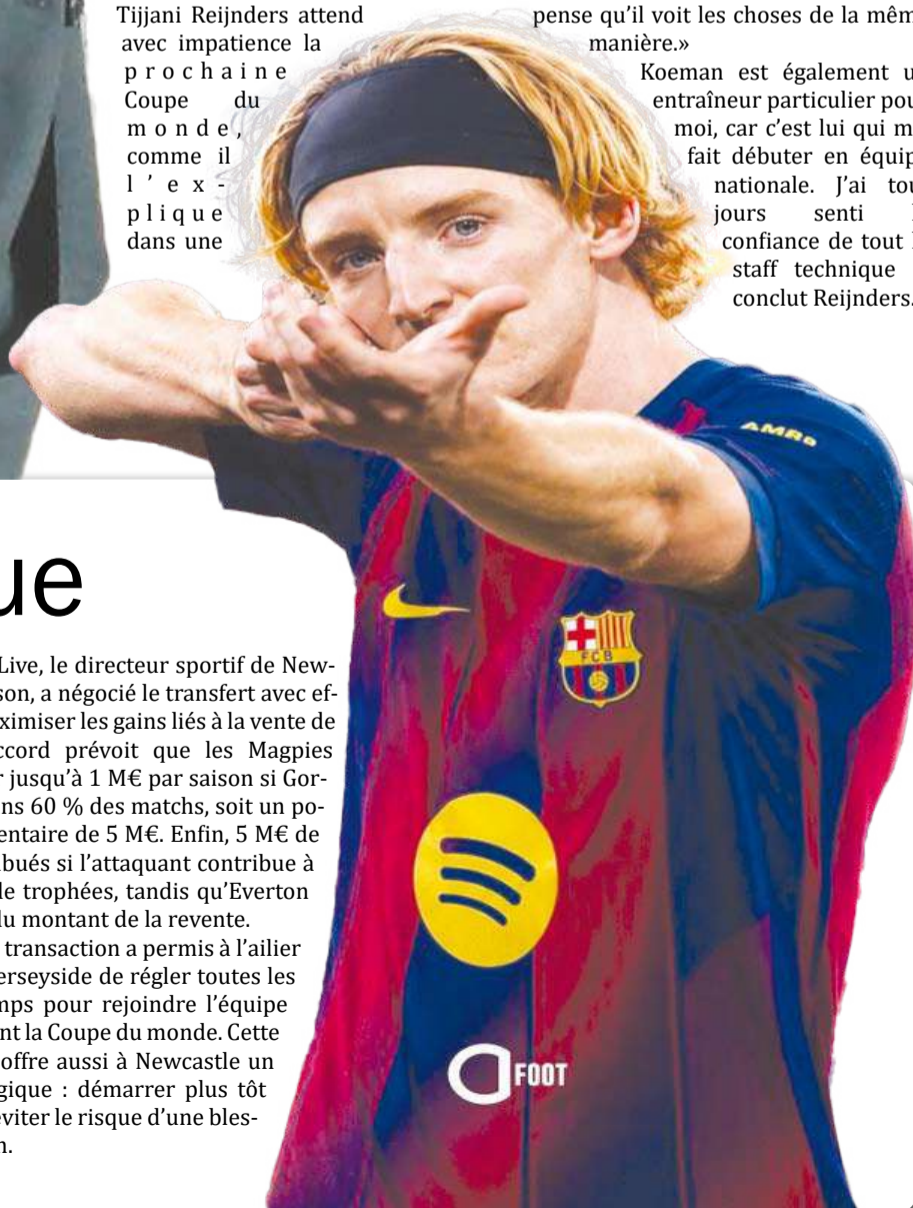 Tijjani Reijnders attend
avec impatience la
prochaine
Coupe du
monde,
comme il
l'ex-
plique
dans une
pense qu'il voit les choses de la mêm
manière.»
Koeman est également u
entraîneur particulier pou
moi, car c'est lui qui m
fait débuter en équip
nationale. J'ai tou
jours senti
confiance de tout l
staff technique
conclut Reijnders.
AMRo
FCB
FOOT
ue
Live, le directeur sportif de New-
son, a négocié le transfert avec ef-
ximiser les gains liés à la vente de
ccord prévoit que les Magpies
r jusqu'à 1 M€ par saison si Gor-
ns 60 % des matchs, soit un po-
entaire de 5 M€. Enfin, 5 M€ de
ibués si l'attaquant contribue à
de trophées, tandis qu'Everton
du montant de la revente.
transaction a permis à l'ailier
erseyside de régler toutes les
mps pour rejoindre l'équipe
nt la Coupe du monde. Cette
offre aussi à Newcastle un
gique : démarrer plus tôt
éviter le risque d'une bles-
n.